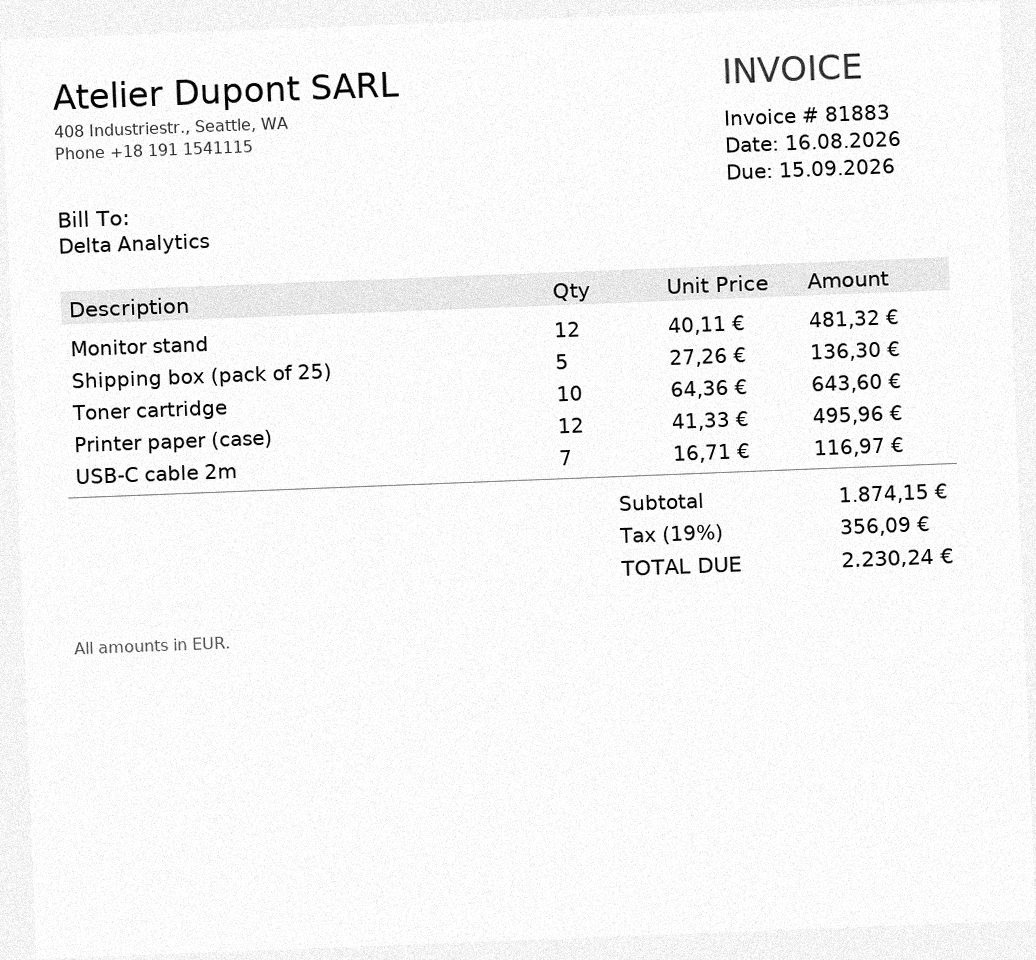 Atelier Dupont SARL
408 Industriestr., Seattle, WA
Phone +18 191 1541115
INVOICE
Invoice # 81883
Date: 16.08.2026
Due: 15.09.2026
Bill To:
Delta Analytics
Description Qty Unit Price Amount
Monitor stand 12 40,11 € 481,32 €
Shipping box (pack of 25) 5 27,26 € 136,30 €
Toner cartridge 10 64,36 € 643,60 €
Printer paper (case) 12 41,33 € 495,96 €
USB-C cable 2m 7 16,71 € 116,97 €
Subtotal 1.874,15 €
Tax (19%) 356,09 €
TOTAL DUE 2.230,24 €
All amounts in EUR.